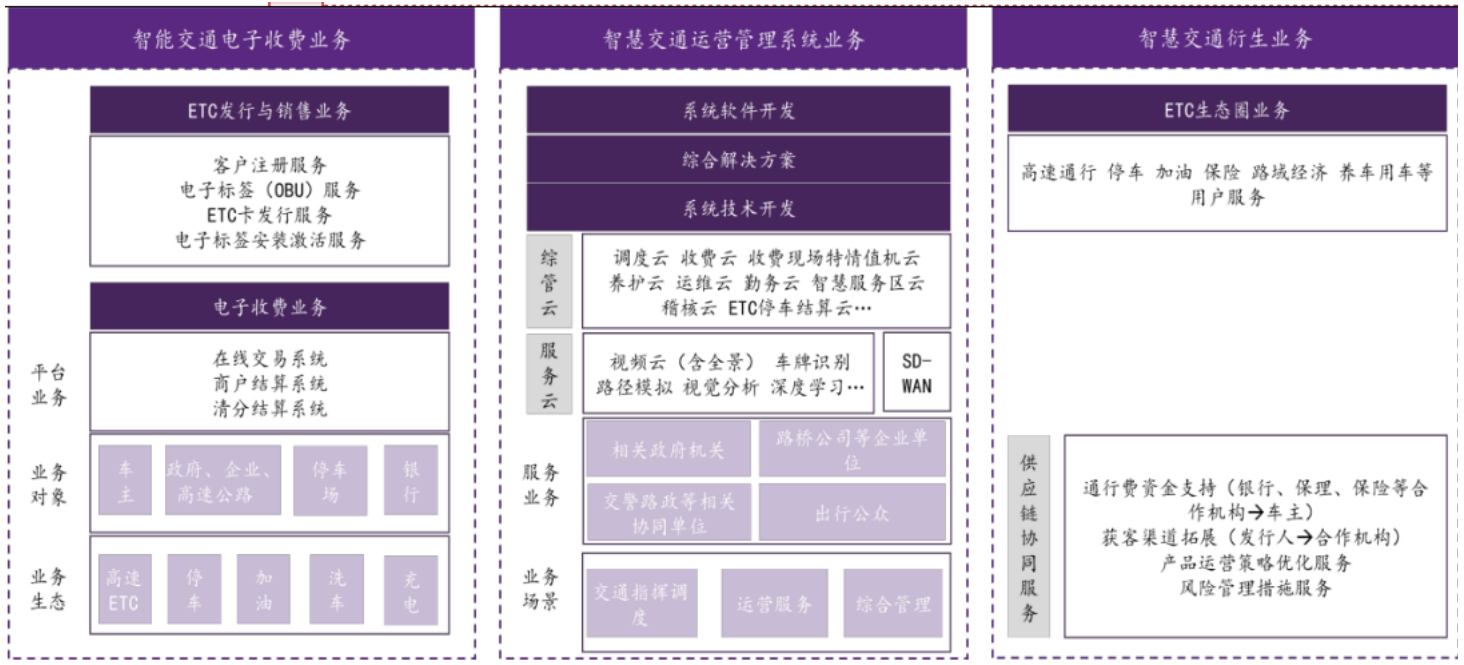 智能交通电子收费业务
ETC发行与销售业务
客户注册服务
电子标签（OBU）服务
ETC卡发行服务
电子标签安装激活服务
电子收费业务
平台
业务
在线交易系统
商户结算系统
清分结算系统
业务
对象
车
主
政府、企业、
高速公路
停车
场
银
行
业务
生态
高速
ETC
停
车
加
油
洗
车
充
电
智慧交通运营管理系统业务
系统软件开发
综合解决方案
系统技术开发
综
管
云
调度云 收费云 收费现场特情值机云
养护云 运维云 勤务云 智慧服务区云
稽核云 ETC停车结算云…
服
务
云
视频云（含全景） 车牌识别
路径模拟 视觉分析 深度学习…
SD-
WAN
服务
业务
相关政府机关
路桥公司等企业单
位
交警路政等相关
协同单位
出行公众
业务
场景
交通指挥调
度
运营服务
综合管理
智慧交通衍生业务
ETC生态圈业务
高速通行 停车 加油 保险 路域经济 养车用车等
用户服务
供
应
链
协
同
服
务
通行费资金支持（银行、保理、保险等合
作机构→车主）
获客渠道拓展（发行人→合作机构）
产品运营策略优化服务
风险管理措施服务